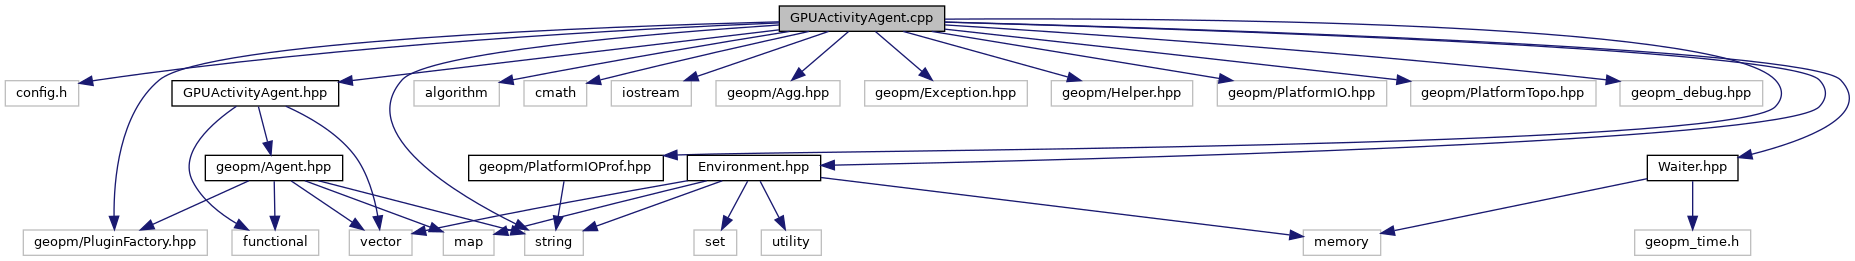 GPUActivityAgent.cpp
config.h
GPUActivityAgent.hpp
algorithm
cmath
iostream
geopm/Agg.hpp
geopm/Exception.hpp
geopm/Helper.hpp
geopm/PlatformIO.hpp
geopm/PlatformTopo.hpp
geopm_debug.hpp
geopm/Agent.hpp
geopm/PlatformIOProf.hpp
Environment.hpp
Waiter.hpp
geopm/PluginFactory.hpp
functional
vector
map
string
set
utility
memory
geopm_time.h